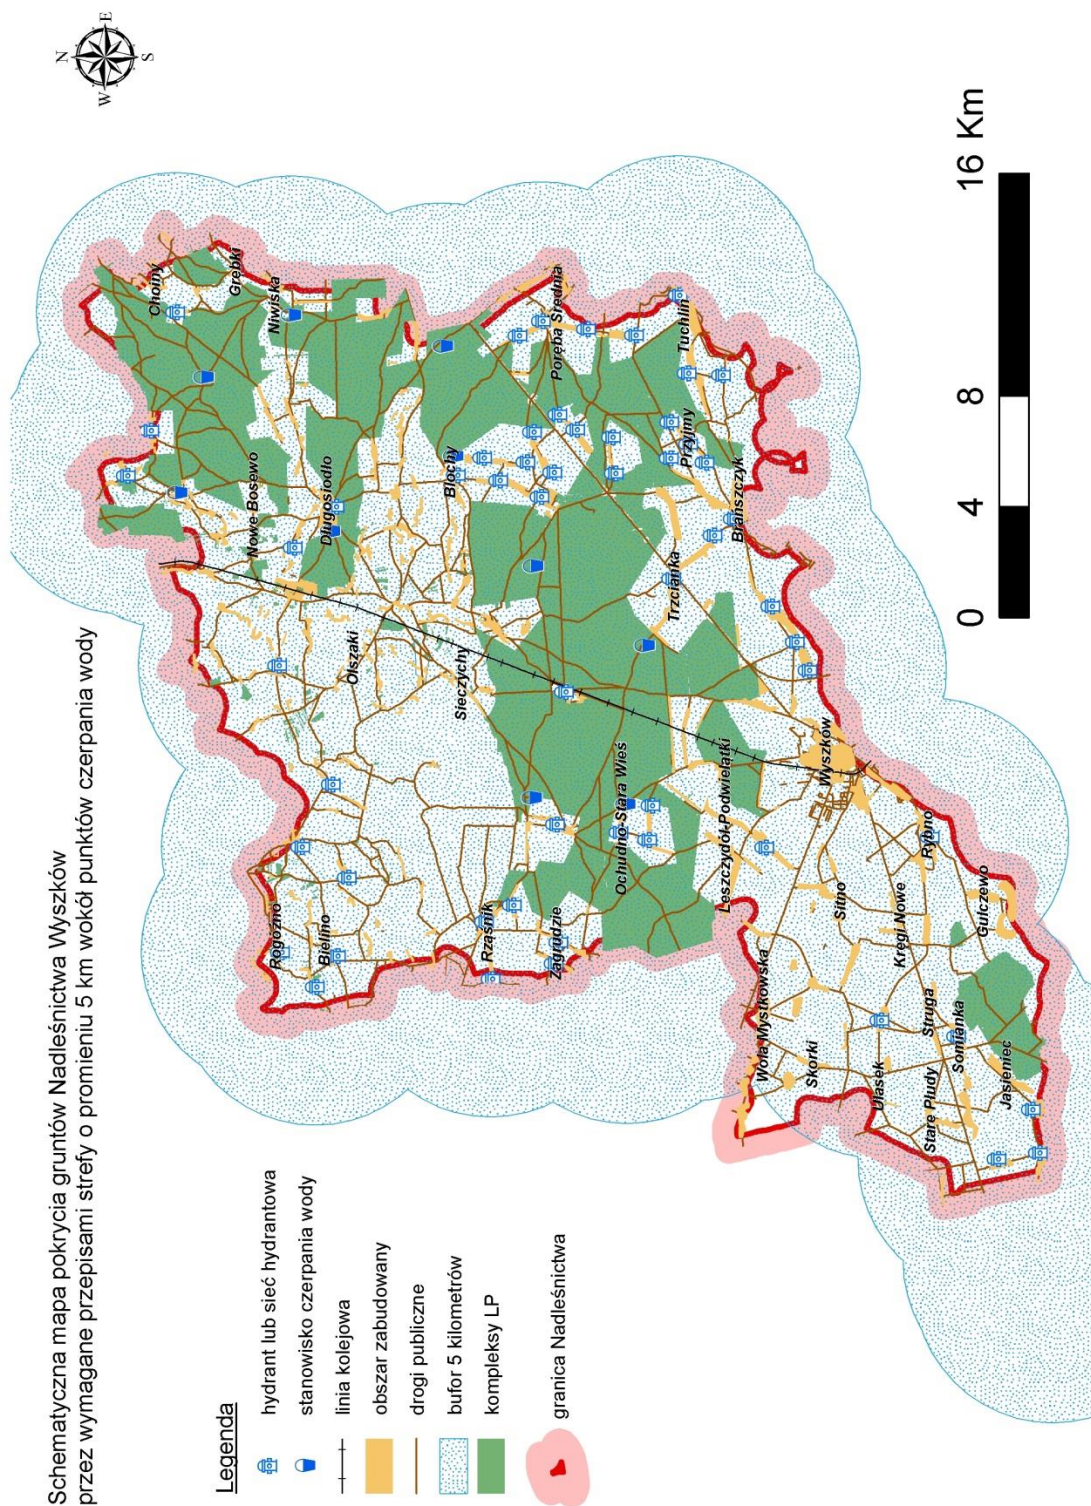 Schematyczna mapa pokrycia gruntów Nadleśnictwa Wyszków
przez wymagane przepisami strefy o promieniu 5 km wokół punktów czerpania wody
N
E
S
W
Legenda
hydrant lub sieć hydrantowa
stanowisko czerpania wody
linia kolejowa
obszar zabudowany
drogi publiczne
bufor 5 kilometrów
kompleksy LP
granica Nadleśnictwa
Choiny
Grębki
Niwiska
Nowe Bosewo
Długosiodło
Olszaki
Sieczychy
Rogóźno
Bielino
Błochy
Poręba Średnia
Rząśnik
Zagrodzie
Ochudno-Stara Wieś
Trzcianka
Przyjmy
Tuchlin
Brańszczyk
Leszczydół-Podwielątki
Wola Mystkowska
Wyszków
Skorki
Sitno
Ulasek
Kręgi Nowe
Rybno
Stare Płudy
Struga
Somianka
Gulczewo
Jasieniec
0 4 8 16 Km